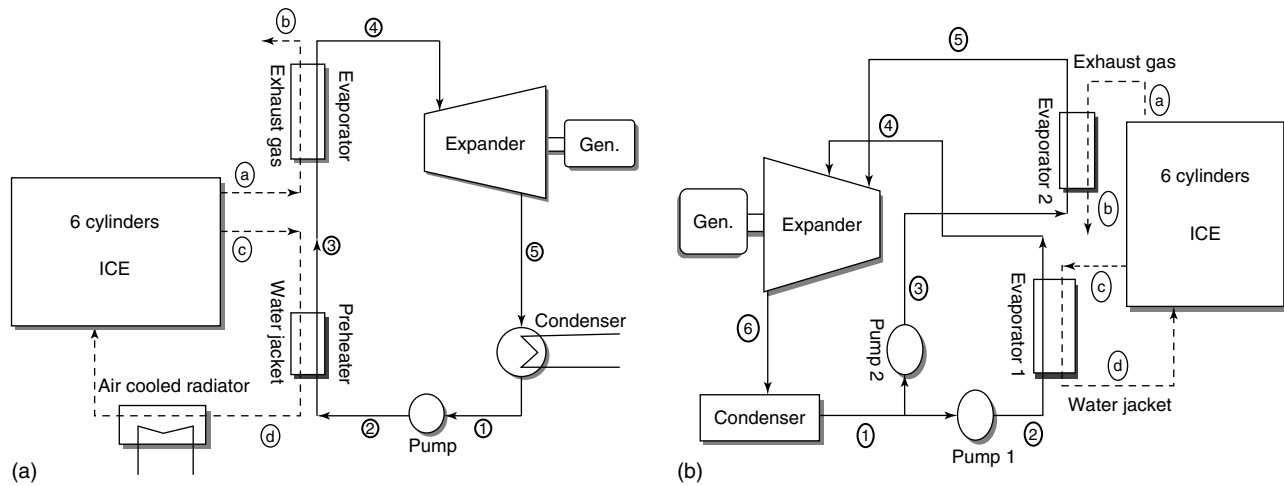 b
4
Exhaust gas
Evaporator
Expander
Gen.
a
6 cylinders
ICE
c
3
5
Water jacket
Preheater
Condenser
Air cooled radiator
d
2
Pump
1
(a)
5
Exhaust gas
a
4
Evaporator 2
6 cylinders
ICE
b
Gen.
Expander
3
c
6
Pump 2
Evaporator 1
d
Water jacket
Condenser
1
2
Pump 1
(b)